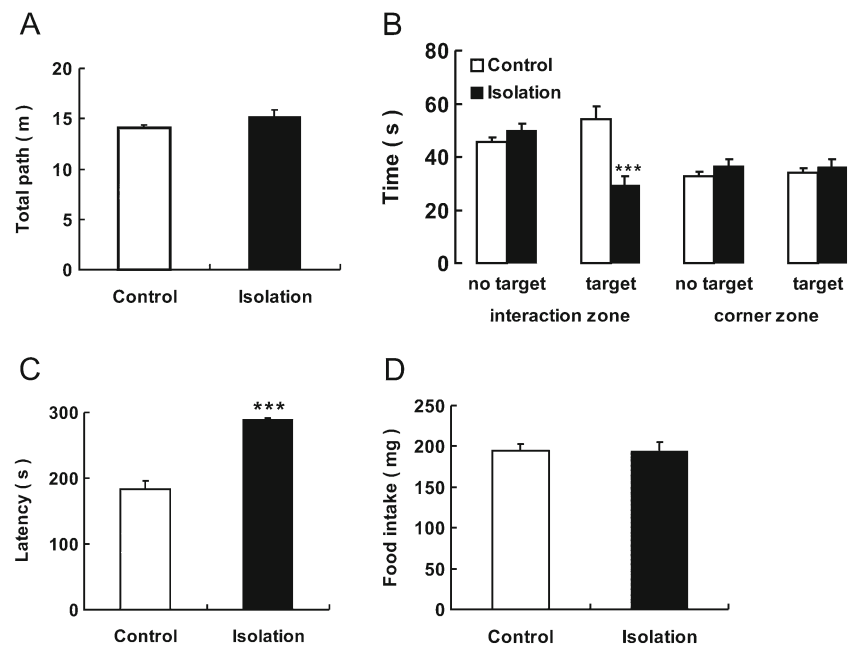 A
Total path ( m )
20
15
10
5
0
Control Isolation
B
Time ( s )
80
60
40
20
0
Control
Isolation
***
no target target no target target
interaction zone corner zone
C
Latency ( s )
300
200
100
0
***
Control Isolation
D
Food intake ( mg )
250
200
150
100
50
0
Control Isolation